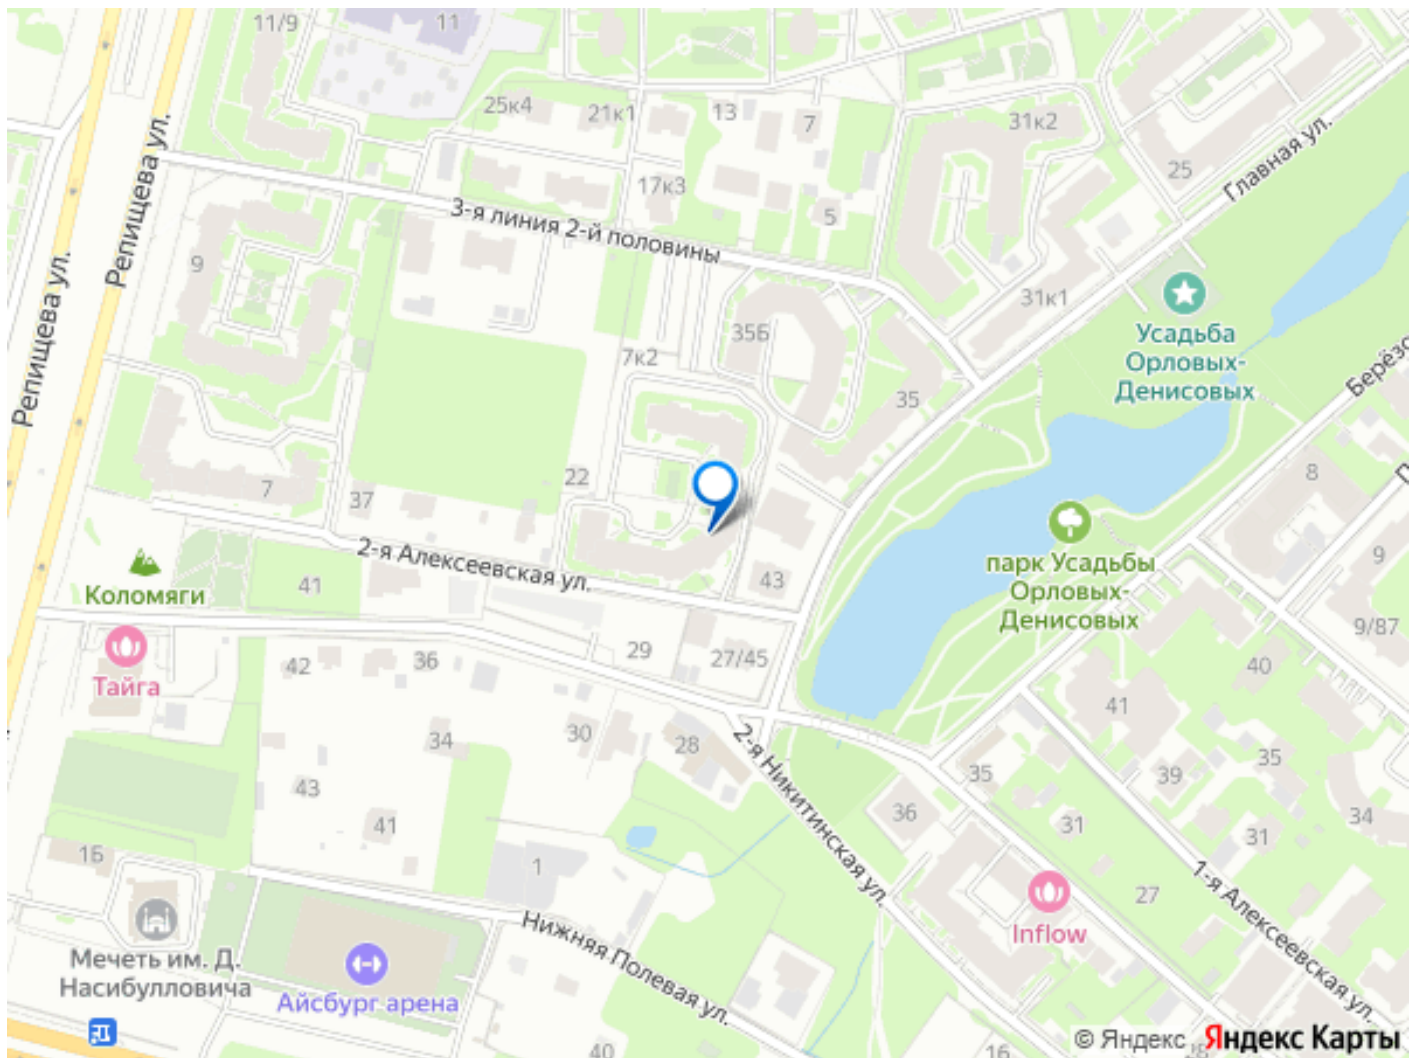 11/9
11
25к4
21к1
13
7
31к2
25
Главная ул.
Репищева ул.
Репищева ул.
17к3
5
3-я линия 2-й половины
9
31к1
35Б
Усадьба
Орловых-
Денисовых
7к2
35
22
7
37
8
2-я Алексеевская ул.
парк Усадьбы
Орловых-
Денисовых
9
Коломяги
41
43
9/87
Тайга
42
36
29
27/45
40
41
34
30
28
2-я Никитинская ул.
35
39
35
43
41
36
31
31
34
1Б
1
27
1-я Алексеевская ул.
Inflow
Нижняя Полевая ул.
Мечеть им. Д.
Насибулловича
Айсбург арена
40
16
© Яндекс Яндекс Карты